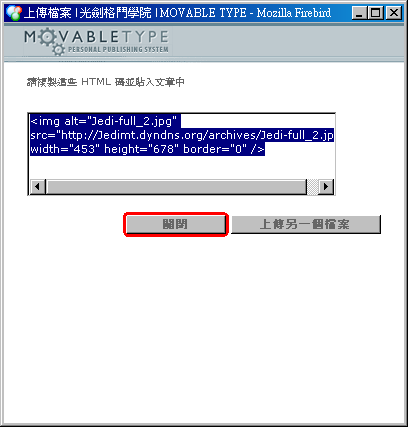 上傳檔案 | 光劍格鬥學院 | MOVABLE TYPE - Mozilla Firebird
MOVABLETYPE
PERSONAL PUBLISHING SYSTEM
請複製這些 HTML 碼並貼入文章中
<img alt="Jedi-full_2.jpg"
src="http://Jedimt.dyndns.org/archives/Jedi-full_2.jp
width="453" height="678" border="0" />
關閉
上傳另一個檔案